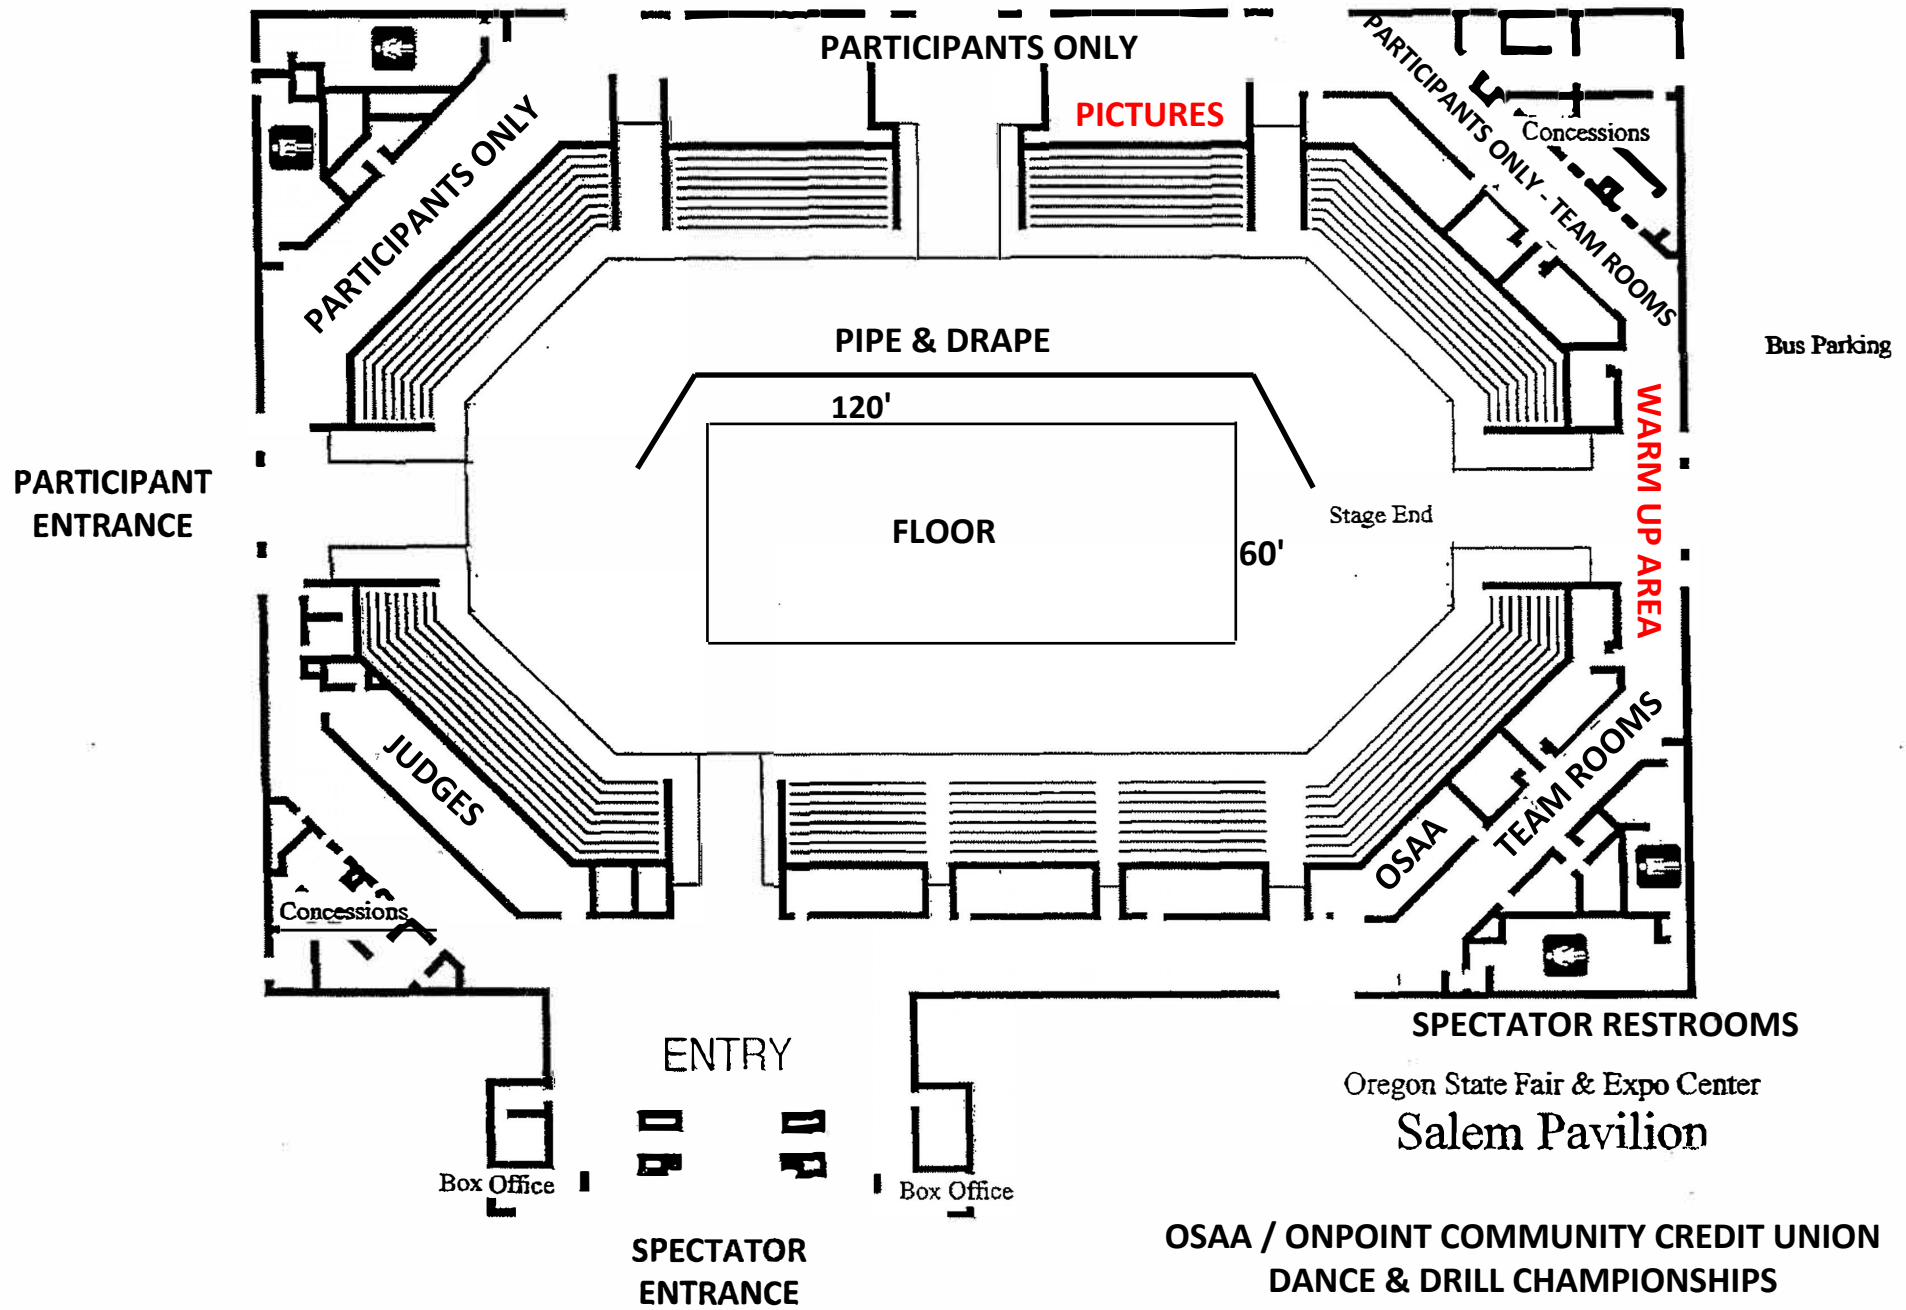 PARTICIPANTS ONLY
PICTURES
PARTICIPANTS ONLY
PARTICIPANTS ONLY - TEAM ROOMS
Concessions
Bus Parking
PIPE & DRAPE
120'
PARTICIPANT
ENTRANCE
FLOOR
60'
Stage End
WARM UP AREA
JUDGES
OSAA
TEAM ROOMS
Concessions
SPECTATOR RESTROOMS
ENTRY
Oregon State Fair & Expo Center
Salem Pavilion
Box Office
Box Office
SPECTATOR
ENTRANCE
OSAA / ONPOINT COMMUNITY CREDIT UNION
DANCE & DRILL CHAMPIONSHIPS